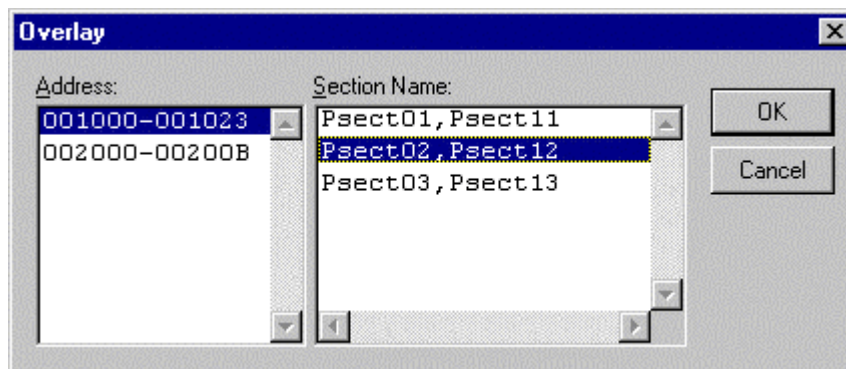 Overlay
Address:
Section Name:
001000-001023
002000-00200B
Psect01,Psect11
Psect02,Psect12
Psect03,Psect13
OK
Cancel